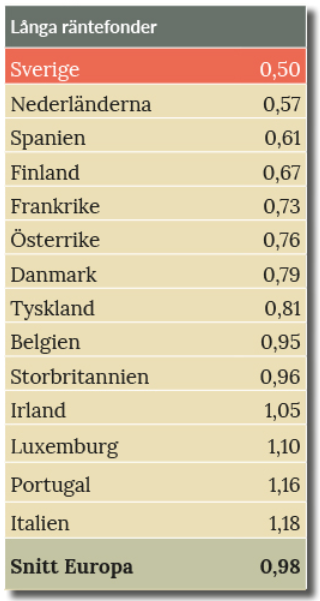 Långa räntefonder
Sverige 0,50
Nederländerna 0,57
Spanien 0,61
Finland 0,67
Frankrike 0,73
Österrike 0,76
Danmark 0,79
Tyskland 0,81
Belgien 0,95
Storbritannien 0,96
Irland 1,05
Luxemburg 1,10
Portugal 1,16
Italien 1,18
Snitt Europa 0,98